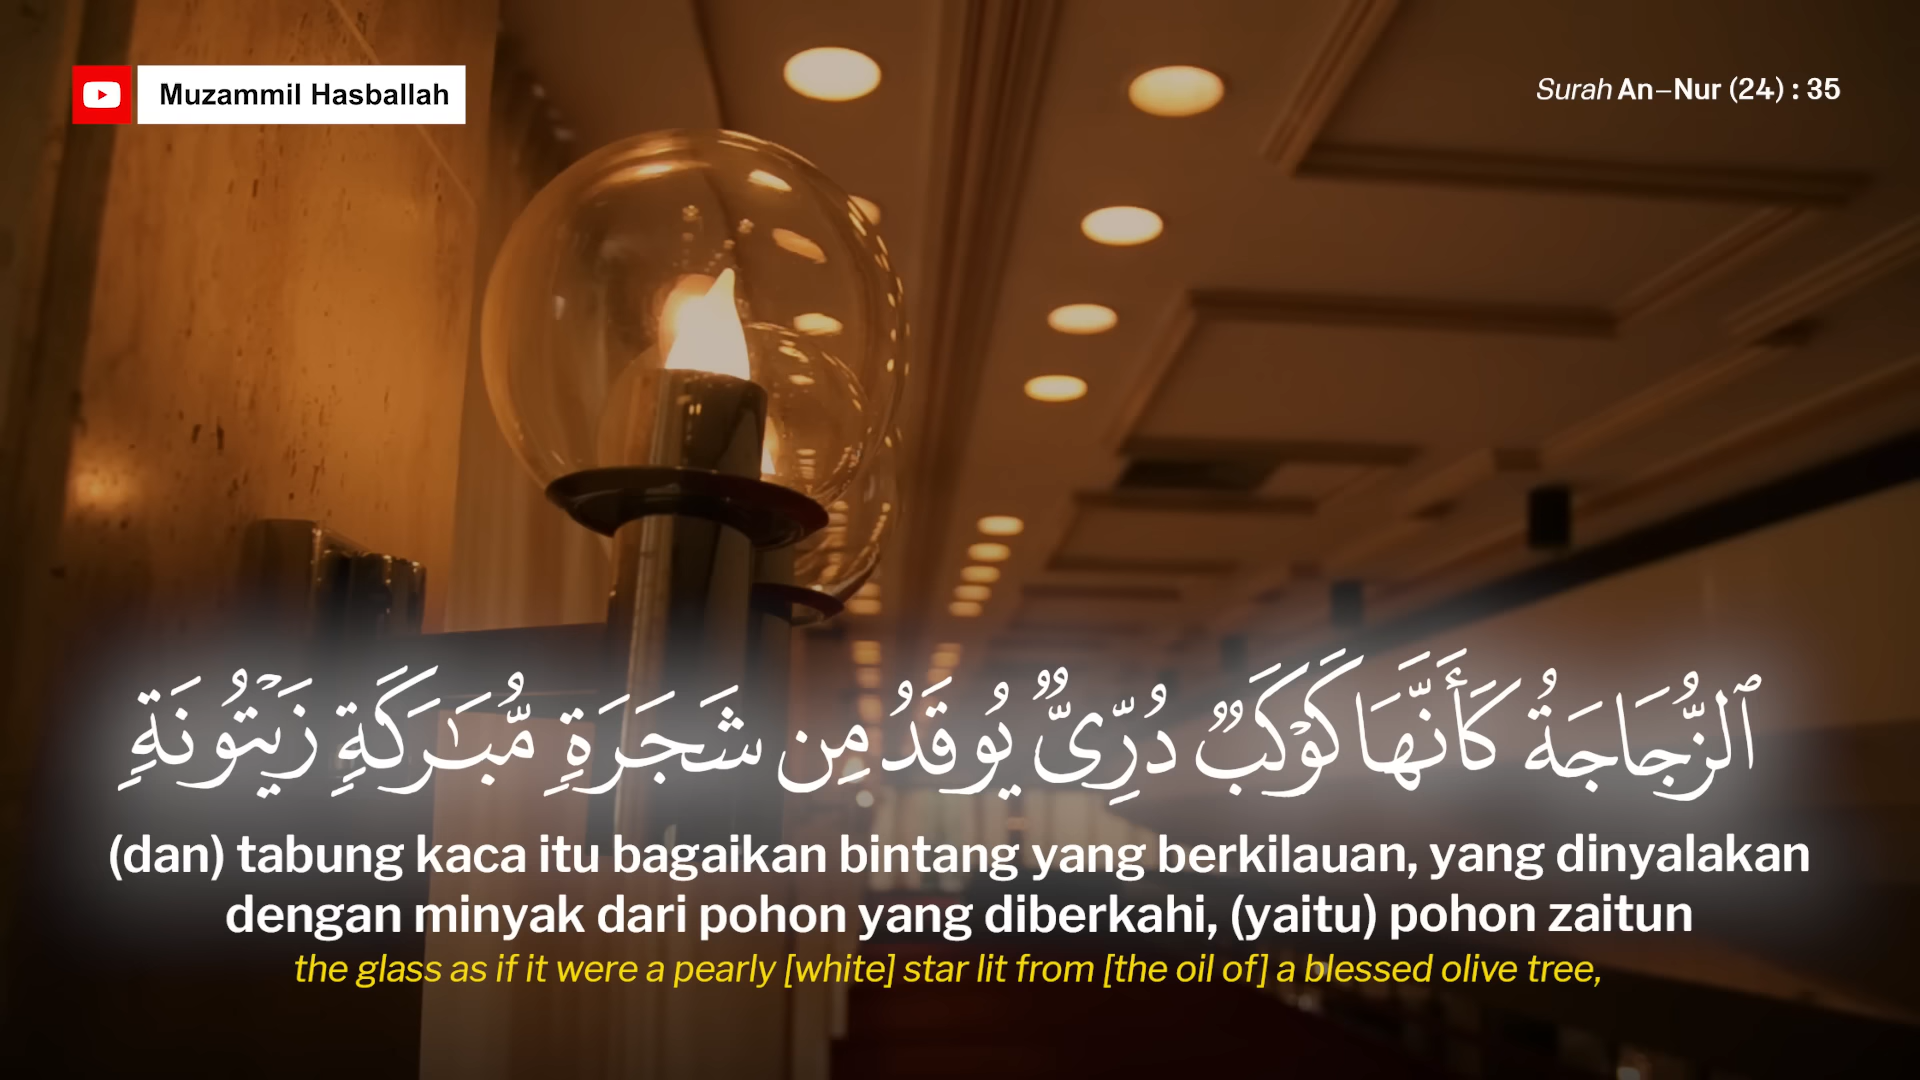 Muzammil Hasballah
Surah An–Nur (24) : 35
ٱلزُّجَاجَةُ كَأَنَّهَا كَوْكَبٌ دُرِّىٌّ يُوقَدُ مِن شَجَرَةٍ مُّبَـٰرَكَةٍ زَيْتُونَةٍ
(dan) tabung kaca itu bagaikan bintang yang berkilauan, yang dinyalakan
dengan minyak dari pohon yang diberkahi, (yaitu) pohon zaitun
the glass as if it were a pearly [white] star lit from [the oil of] a blessed olive tree,